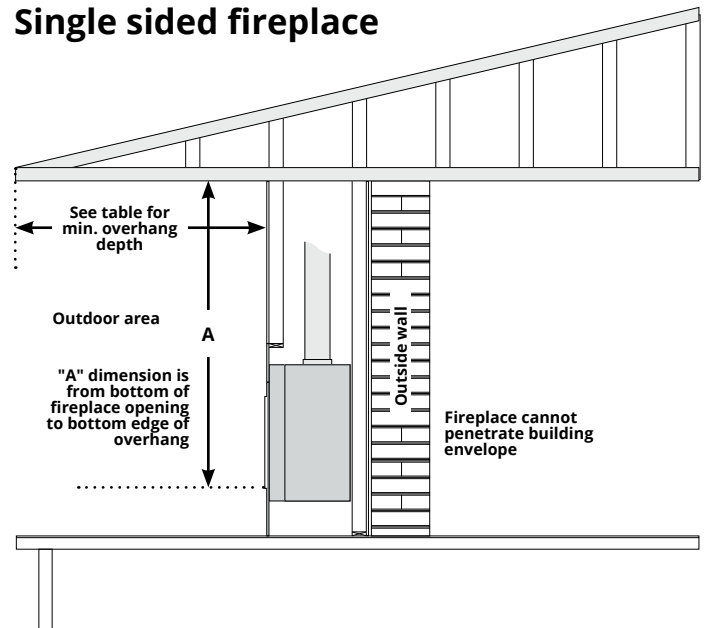 Single sided fireplace
See table for
min. overhang
depth
Outdoor area
A
"A" dimension is
from bottom of
fireplace opening
to bottom edge of
overhang
Outside wall
Fireplace cannot
penetrate building
envelope